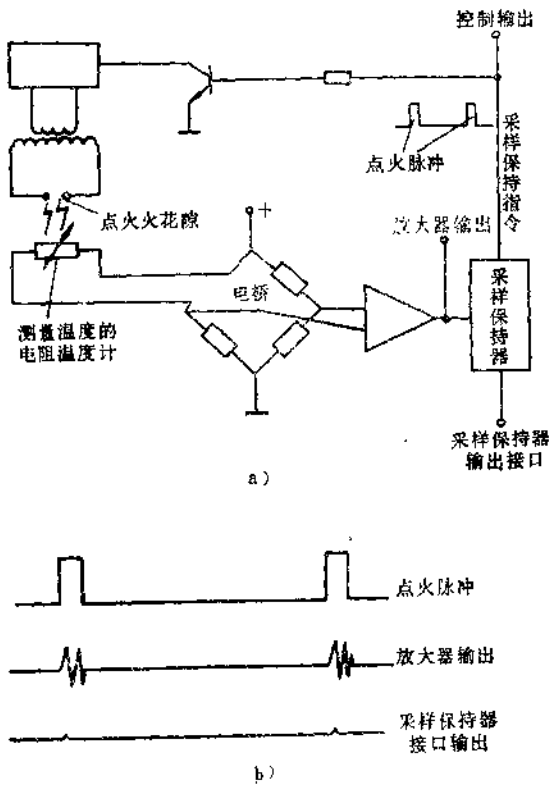 控制输出
点火脉冲
采样保持指令
点火火花隙
放大器输出
+
电桥
采样保持器
测量温度的
电阻温度计
采样保持器
输出接口
a)
点火脉冲
放大器输出
采样保持器
接口输出
b)